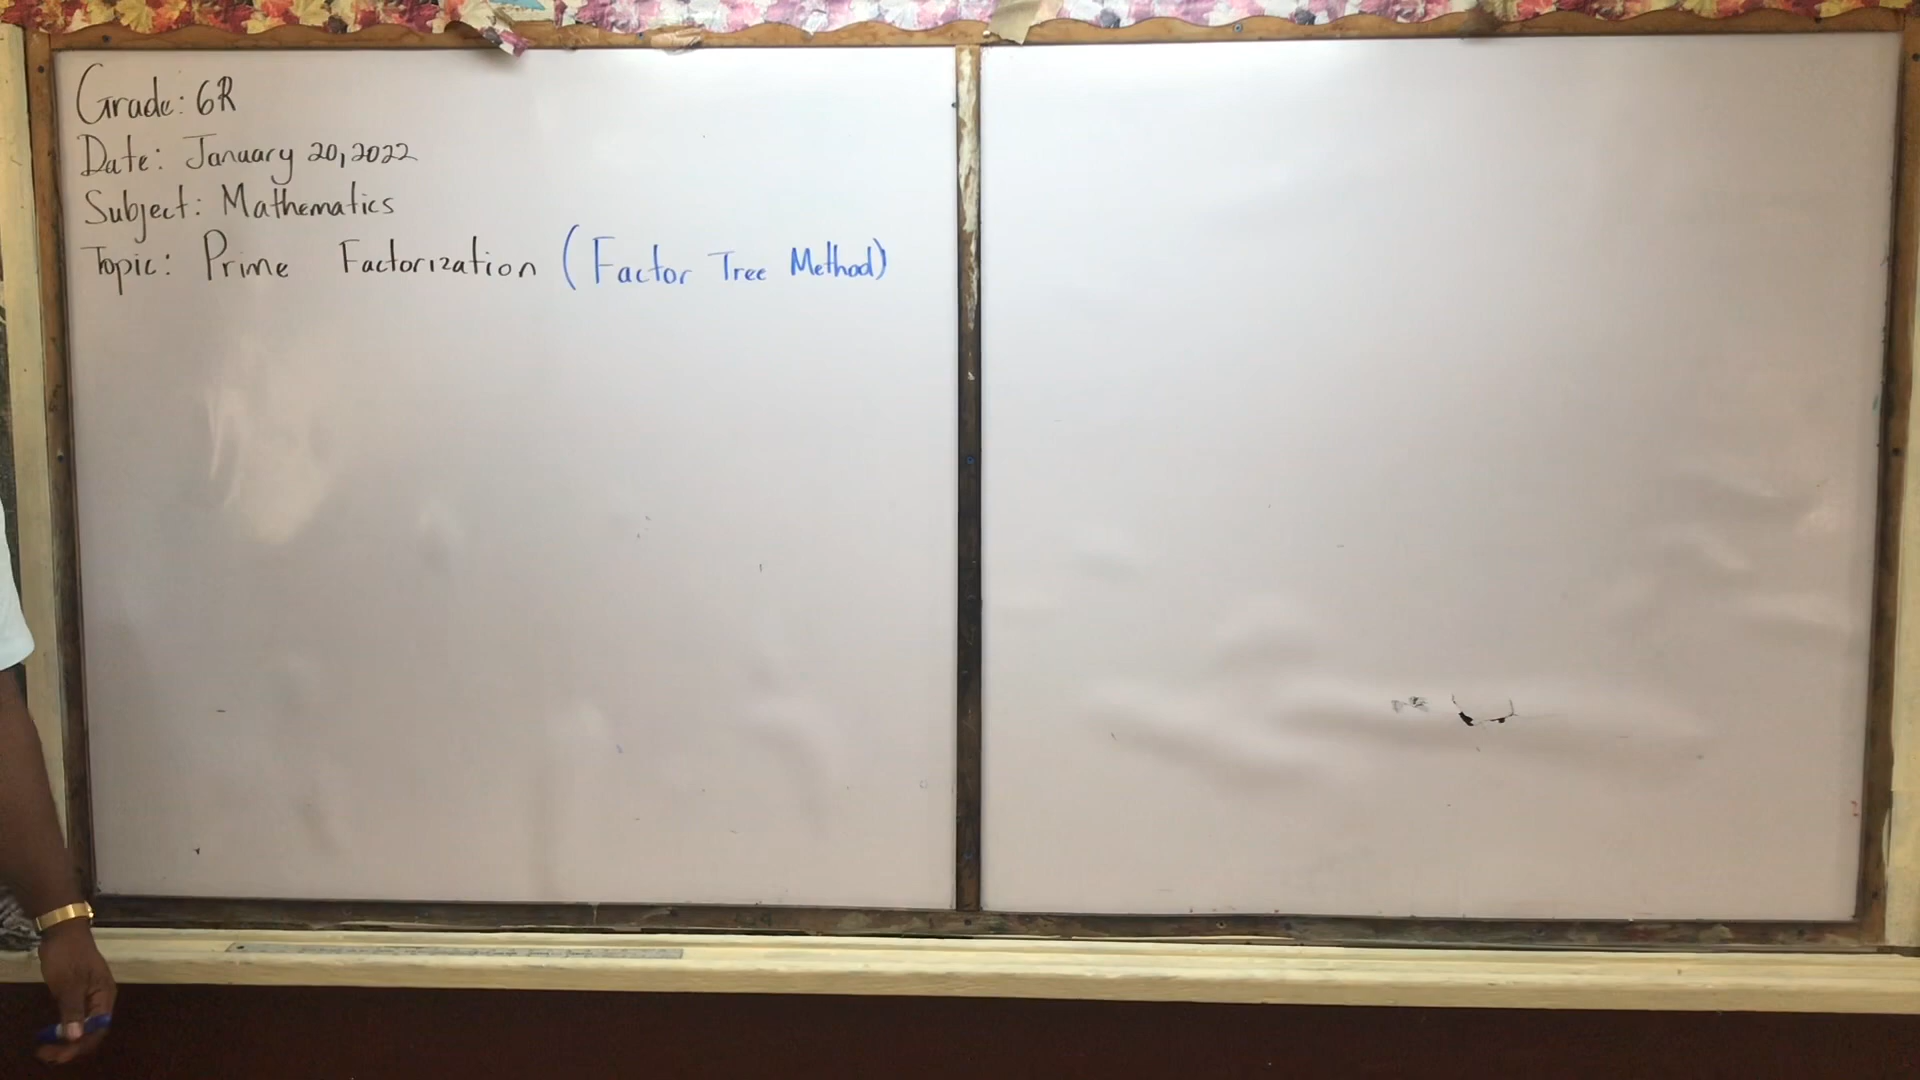 Grade: 6R
Date: January 20, 2022
Subject: Mathematics
Topic: Prime Factorization (Factor Tree Method)